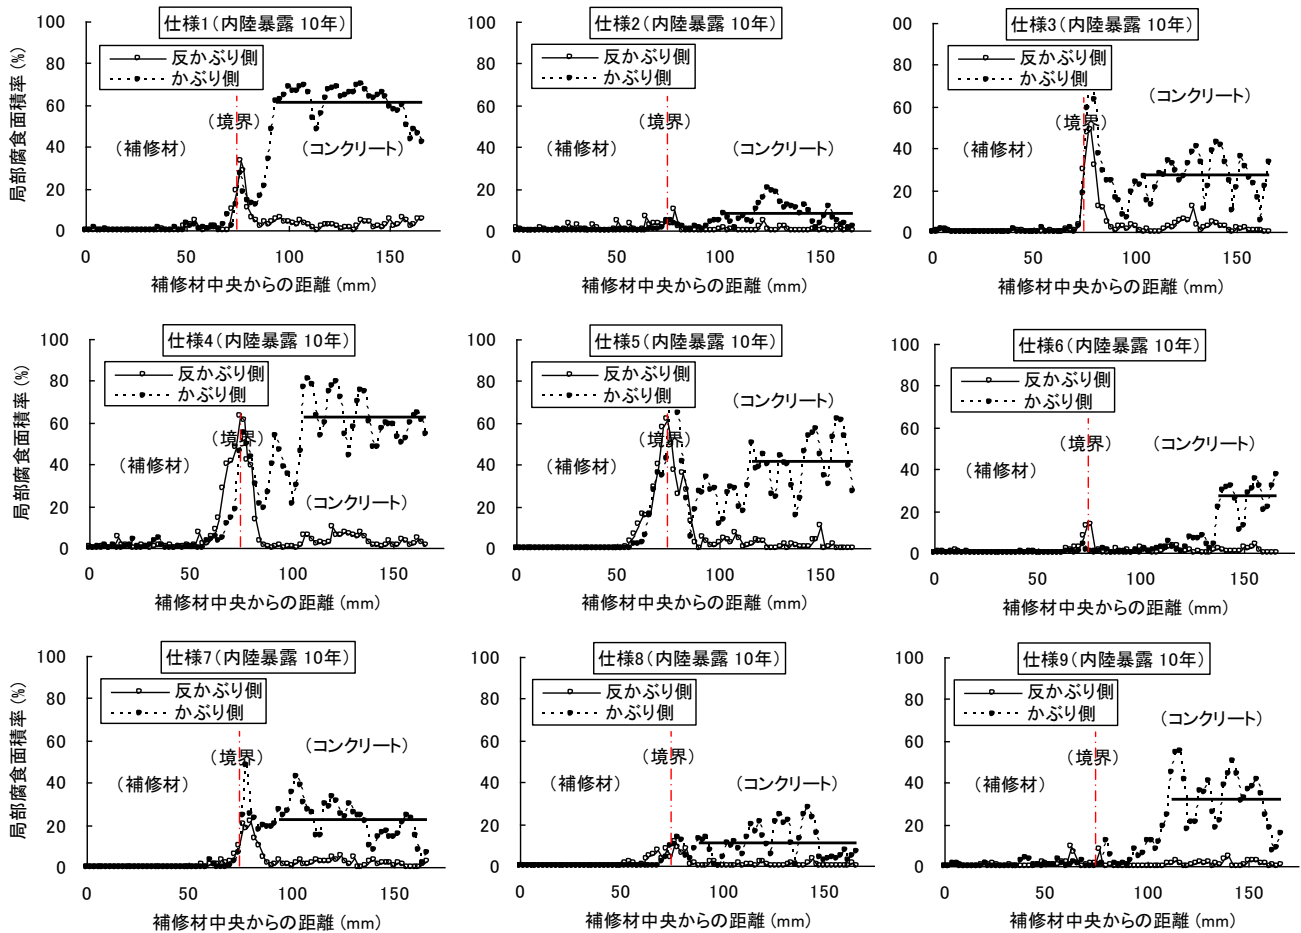 仕様1(内陸暴露 10年)
局部腐食面積率 (%)
100
80
60
40
20
0
反かぶり側
かぶり側
(境界)
(補修材)
(コンクリート)
0
50
100
150
補修材中央からの距離 (mm)
仕様2(内陸暴露 10年)
100
80
60
40
20
0
反かぶり側
かぶり側
(境界)
(補修材)
(コンクリート)
0
50
100
150
補修材中央からの距離 (mm)
仕様3(内陸暴露 10年)
00
80
60
40
20
0
反かぶり側
かぶり側
(コンクリート)
(境界)
(補修材)
0
50
100
150
補修材中央からの距離 (mm)
仕様4(内陸暴露 10年)
局部腐食面積率 (%)
100
80
60
40
20
0
反かぶり側
かぶり側
(境界)
(補修材)
(コンクリート)
0
50
100
150
補修材中央からの距離 (mm)
仕様5(内陸暴露 10年)
100
80
60
40
20
0
反かぶり側
かぶり側
(コンクリート)
(境界)
(補修材)
0
50
100
150
補修材中央からの距離 (mm)
仕様6(内陸暴露 10年)
100
80
60
40
20
0
反かぶり側
かぶり側
(境界)
(コンクリート)
(補修材)
0
50
100
150
補修材中央からの距離 (mm)
仕様7(内陸暴露 10年)
局部腐食面積率 (%)
100
80
60
40
20
0
反かぶり側
かぶり側
(コンクリート)
(境界)
(補修材)
0
50
100
150
補修材中央からの距離 (mm)
仕様8(内陸暴露 10年)
100
80
60
40
20
0
反かぶり側
かぶり側
(境界)
(補修材)
(コンクリート)
0
50
100
150
補修材中央からの距離 (mm)
仕様9(内陸暴露 10年)
100
80
60
40
20
0
反かぶり側
かぶり側
(コンクリート)
(境界)
(補修材)
0
50
100
150
補修材中央からの距離 (mm)